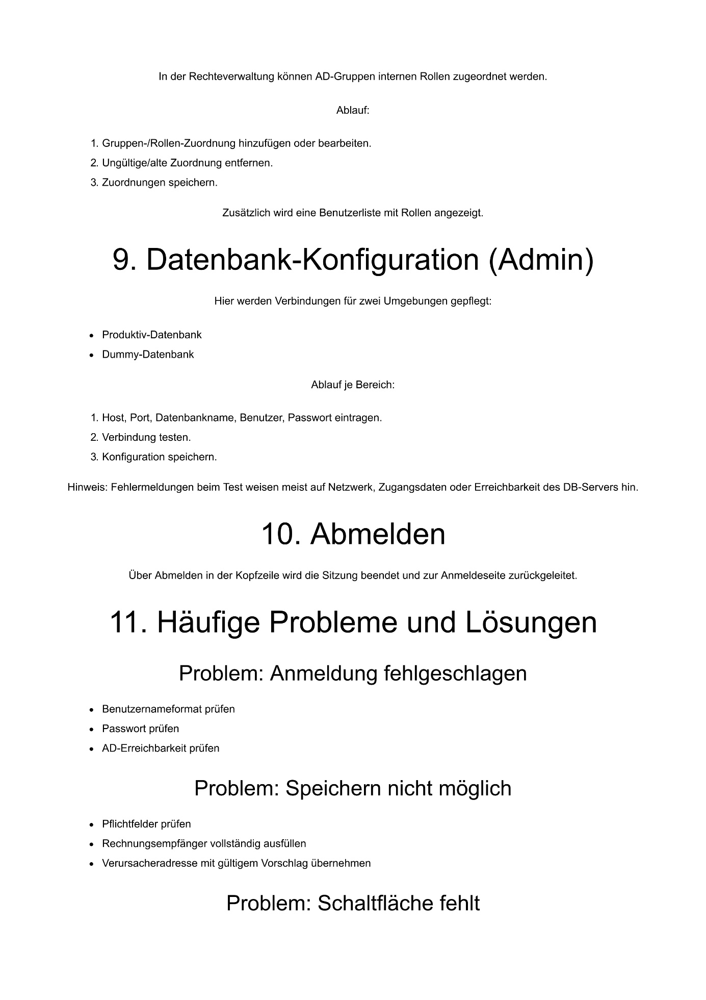 In der Rechteverwaltung können AD-Gruppen internen Rollen zugeordnet werden.
Ablauf:
1. Gruppen-/Rollen-Zuordnung hinzufügen oder bearbeiten.
2. Ungültige/alte Zuordnung entfernen.
3. Zuordnungen speichern.
Zusätzlich wird eine Benutzerliste mit Rollen angezeigt.
9. Datenbank-Konfiguration (Admin)
Hier werden Verbindungen für zwei Umgebungen gepflegt:
• Produktiv-Datenbank
• Dummy-Datenbank
Ablauf je Bereich:
1. Host, Port, Datenbankname, Benutzer, Passwort eintragen.
2. Verbindung testen.
3. Konfiguration speichern.
Hinweis: Fehlermeldungen beim Test weisen meist auf Netzwerk, Zugangsdaten oder Erreichbarkeit des DB-Servers hin.
10. Abmelden
Über Abmelden in der Kopfzeile wird die Sitzung beendet und zur Anmeldeseite zurückgeleitet.
11. Häufige Probleme und Lösungen
Problem: Anmeldung fehlgeschlagen
• Benutzernameformat prüfen
• Passwort prüfen
• AD-Erreichbarkeit prüfen
Problem: Speichern nicht möglich
• Pflichtfelder prüfen
• Rechnungsempfänger vollständig ausfüllen
• Verursacheradresse mit gültigem Vorschlag übernehmen
Problem: Schaltfläche fehlt